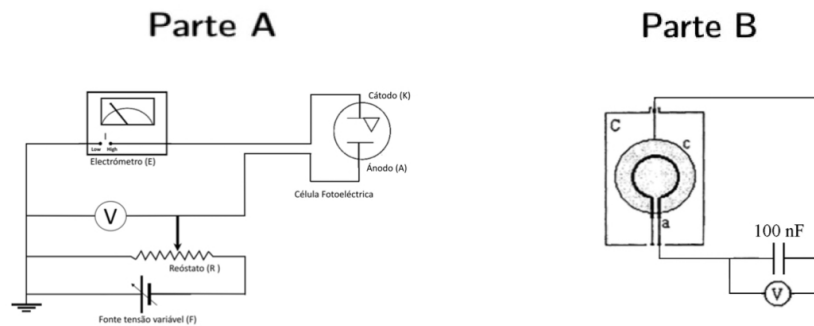 Parte A
Cátodo (K)
I
Low High
Electrómetro (E)
Ánodo (A)
Célula Fotoeléctrica
V
Reóstato (R )
Fonte tensão variável (F)
Parte B
C
c
a
100 nF
V